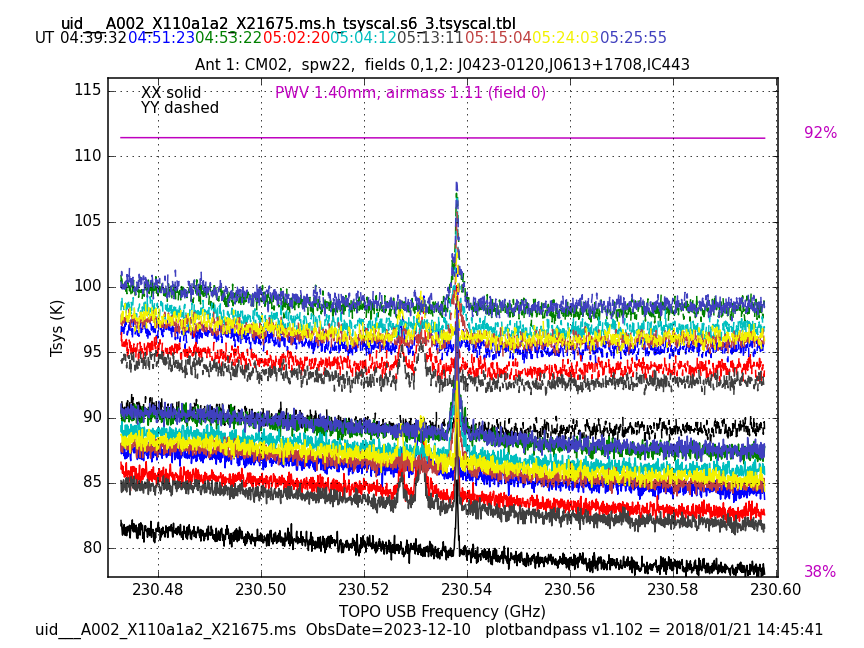 uid___A002_X110a1a2_X21675.ms.h_tsyscal.s6_3.tsyscal.tbl
UT 04:39:32 04:51:23 04:53:22 05:02:20 05:04:12 05:13:11 05:15:04 05:24:03 05:25:55
Ant 1: CM02,  spw22,  fields 0,1,2: J0423-0120,J0613+1708,IC443
XX solid
YY dashed
PWV 1.40mm, airmass 1.11 (field 0)
92%
38%
115
110
105
100
95
90
85
80
Tsys (K)
230.48 230.50 230.52 230.54 230.56 230.58 230.60
TOPO USB Frequency (GHz)
uid___A002_X110a1a2_X21675.ms  ObsDate=2023-12-10   plotbandpass v1.102 = 2018/01/21 14:45:41